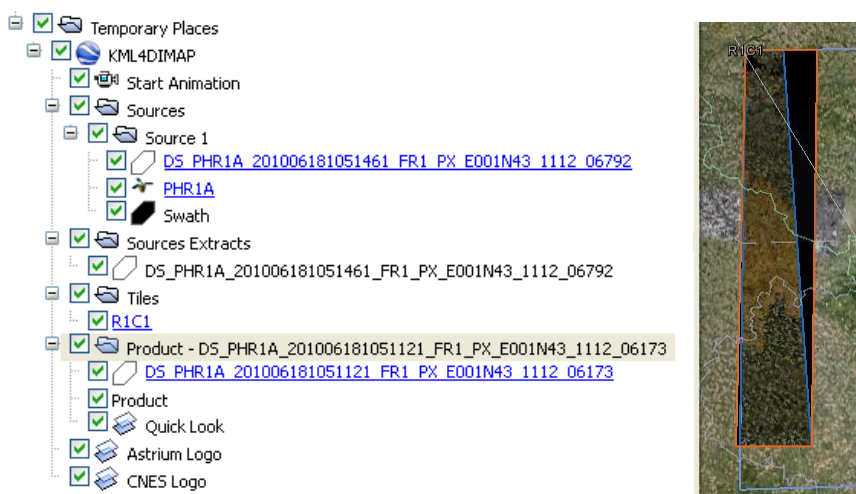 Temporary Places
KML4DIMAP
Start Animation
Sources
Source 1
DS_PHR1A_201006181051461_FR1_PX_E001N43_1112_06792
PHR1A
Swath
Sources Extracts
DS_PHR1A_201006181051461_FR1_PX_E001N43_1112_06792
Tiles
R1C1
Product - DS_PHR1A_201006181051121_FR1_PX_E001N43_1112_06173
DS_PHR1A_201006181051121_FR1_PX_E001N43_1112_06173
Product
Quick Look
Astrium Logo
CNES Logo
R1C1